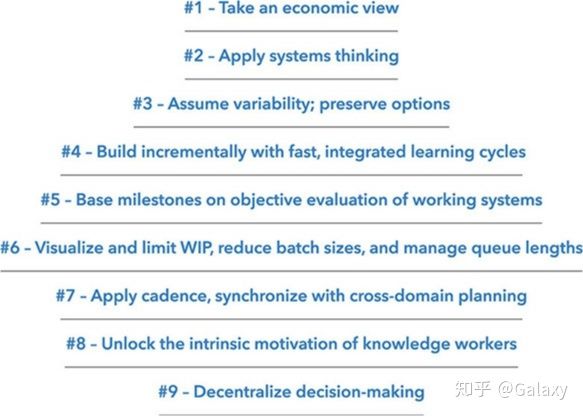 #1 – Take an economic view
#2 – Apply systems thinking
#3 – Assume variability; preserve options
#4 – Build incrementally with fast, integrated learning cycles
#5 – Base milestones on objective evaluation of working systems
#6 – Visualize and limit WIP, reduce batch sizes, and manage queue lengths
#7 – Apply cadence, synchronize with cross-domain planning
#8 – Unlock the intrinsic motivation of knowledge workers
#9 – Decentralize decision-making
知乎 @Galaxy